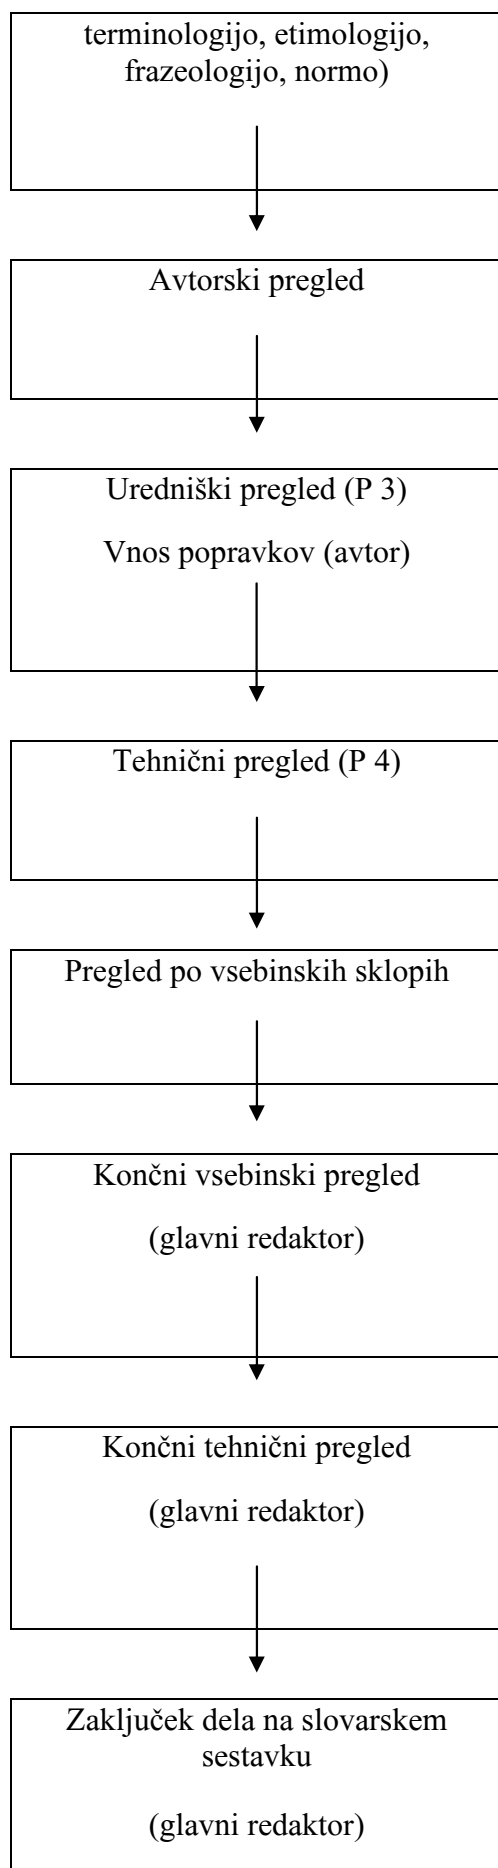 terminologijo, etimologijo,
frazeologijo, normo)
Avtorski pregled
Uredniški pregled (P 3)
Vnos popravkov (avtor)
Tehnični pregled (P 4)
Pregled po vsebinskih sklopih
Končni vsebinski pregled
(glavni redaktor)
Končni tehnični pregled
(glavni redaktor)
Zaključek dela na slovarskem
sestavku
(glavni redaktor)